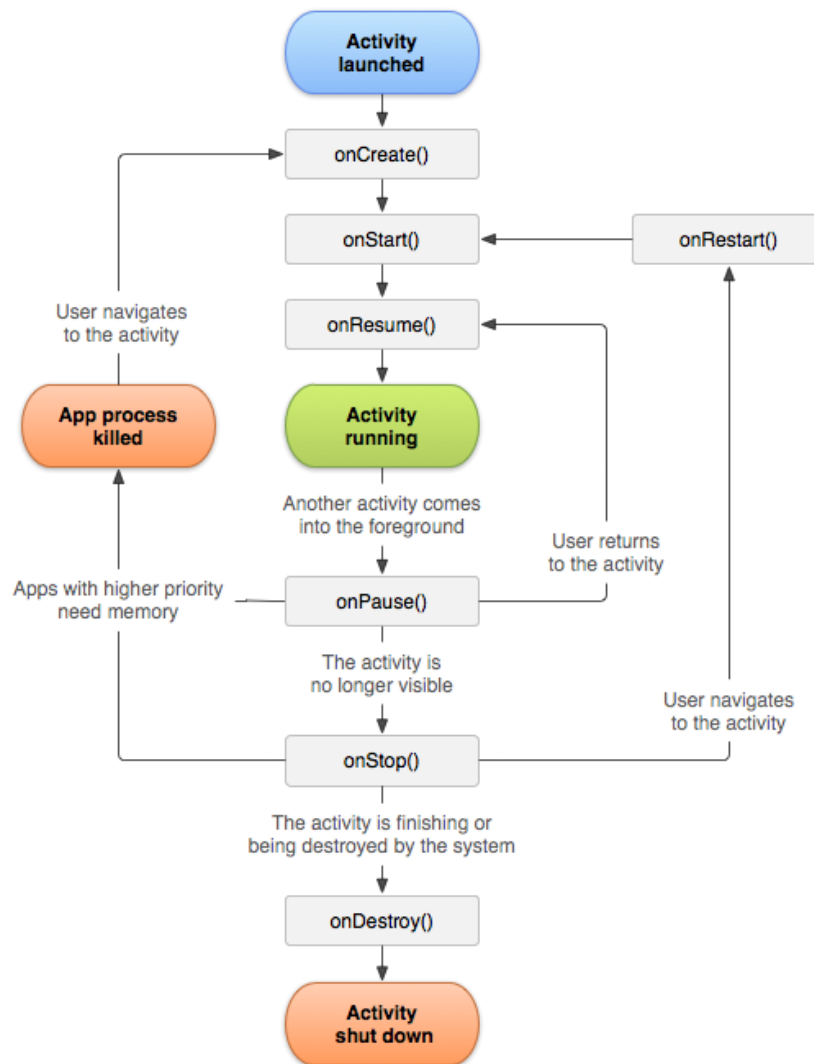 Activity
launched
onCreate()
onStart()
onRestart()
User navigates
to the activity
onResume()
App process
killed
Activity
running
Another activity comes
into the foreground
User returns
to the activity
Apps with higher priority
need memory
onPause()
The activity is
no longer visible
User navigates
to the activity
onStop()
The activity is finishing or
being destroyed by the system
onDestroy()
Activity
shut down